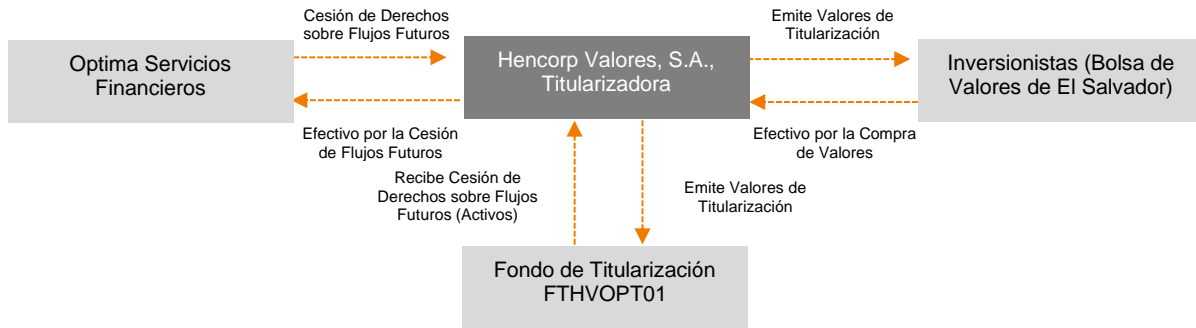 Cesión de Derechos
sobre Flujos Futuros
Emite Valores de
Titularización
Optima Servicios
Financieros
Hencorp Valores, S.A.,
Titularizadora
Inversionistas (Bolsa de
Valores de El Salvador)
Efectivo por la Cesión
de Flujos Futuros
Efectivo por la Compra
de Valores
Recibe Cesión de
Derechos sobre Flujos
Futuros (Activos)
Emite Valores de
Titularización
Fondo de Titularización
FTHVOPT01